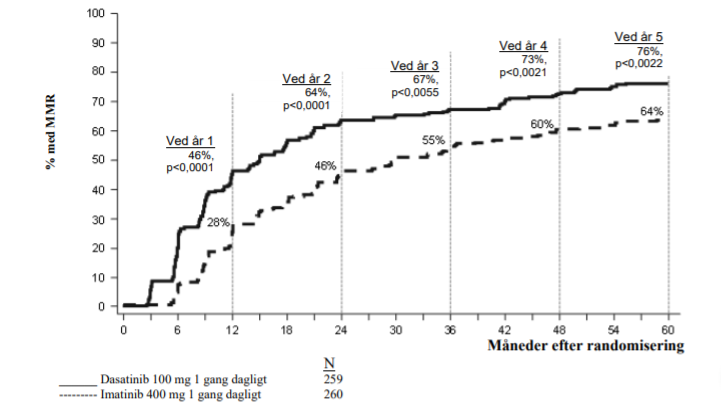 % med MMR
100
90
80
70
60
50
40
30
20
10
0
Ved år 1
46%,
p<0,0001
Ved år 2
64%,
p<0,0001
Ved år 3
67%,
p<0,0055
Ved år 4
73%,
p<0,0021
Ved år 5
76%,
p<0,0022
28%
46%
55%
60%
64%
0 6 12 18 24 30 36 42 48 54 60
Måneder efter randomisering
N
Dasatinib 100 mg 1 gang dagligt 259
Imatinib 400 mg 1 gang dagligt 260